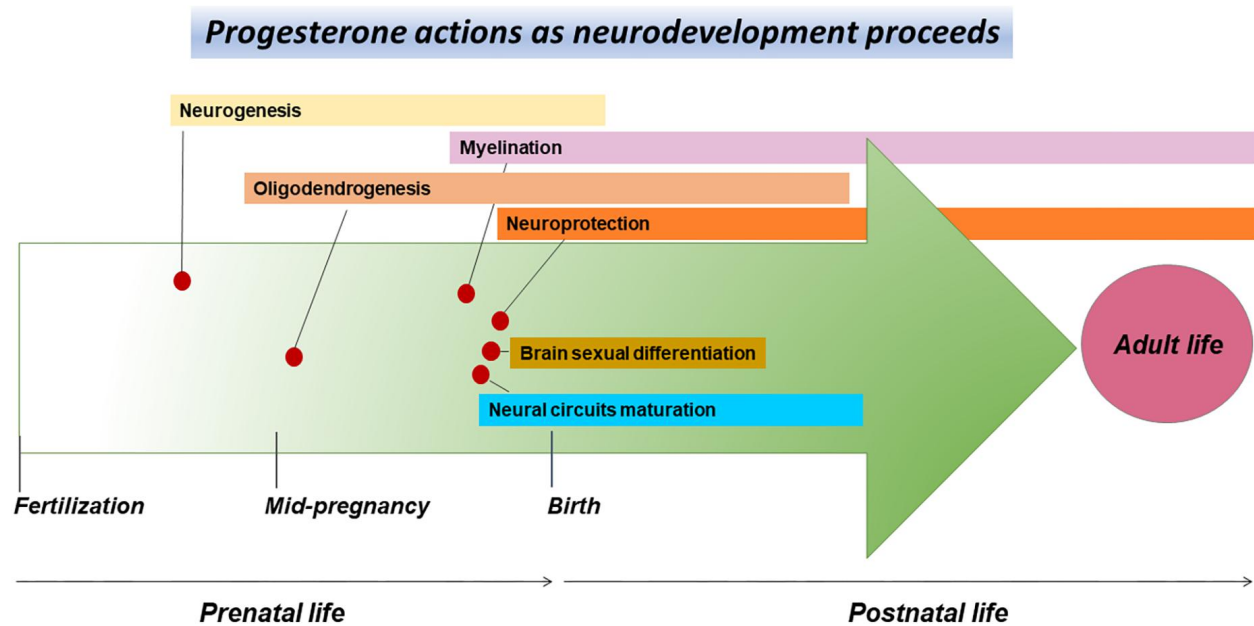 Progesterone actions as neurodevelopment proceeds
Neurogenesis
Myelination
Oligodendrogenesis
Neuroprotection
Brain sexual differentiation
Adult life
Neural circuits maturation
Fertilization
Mid-pregnancy
Birth
Prenatal life
Postnatal life